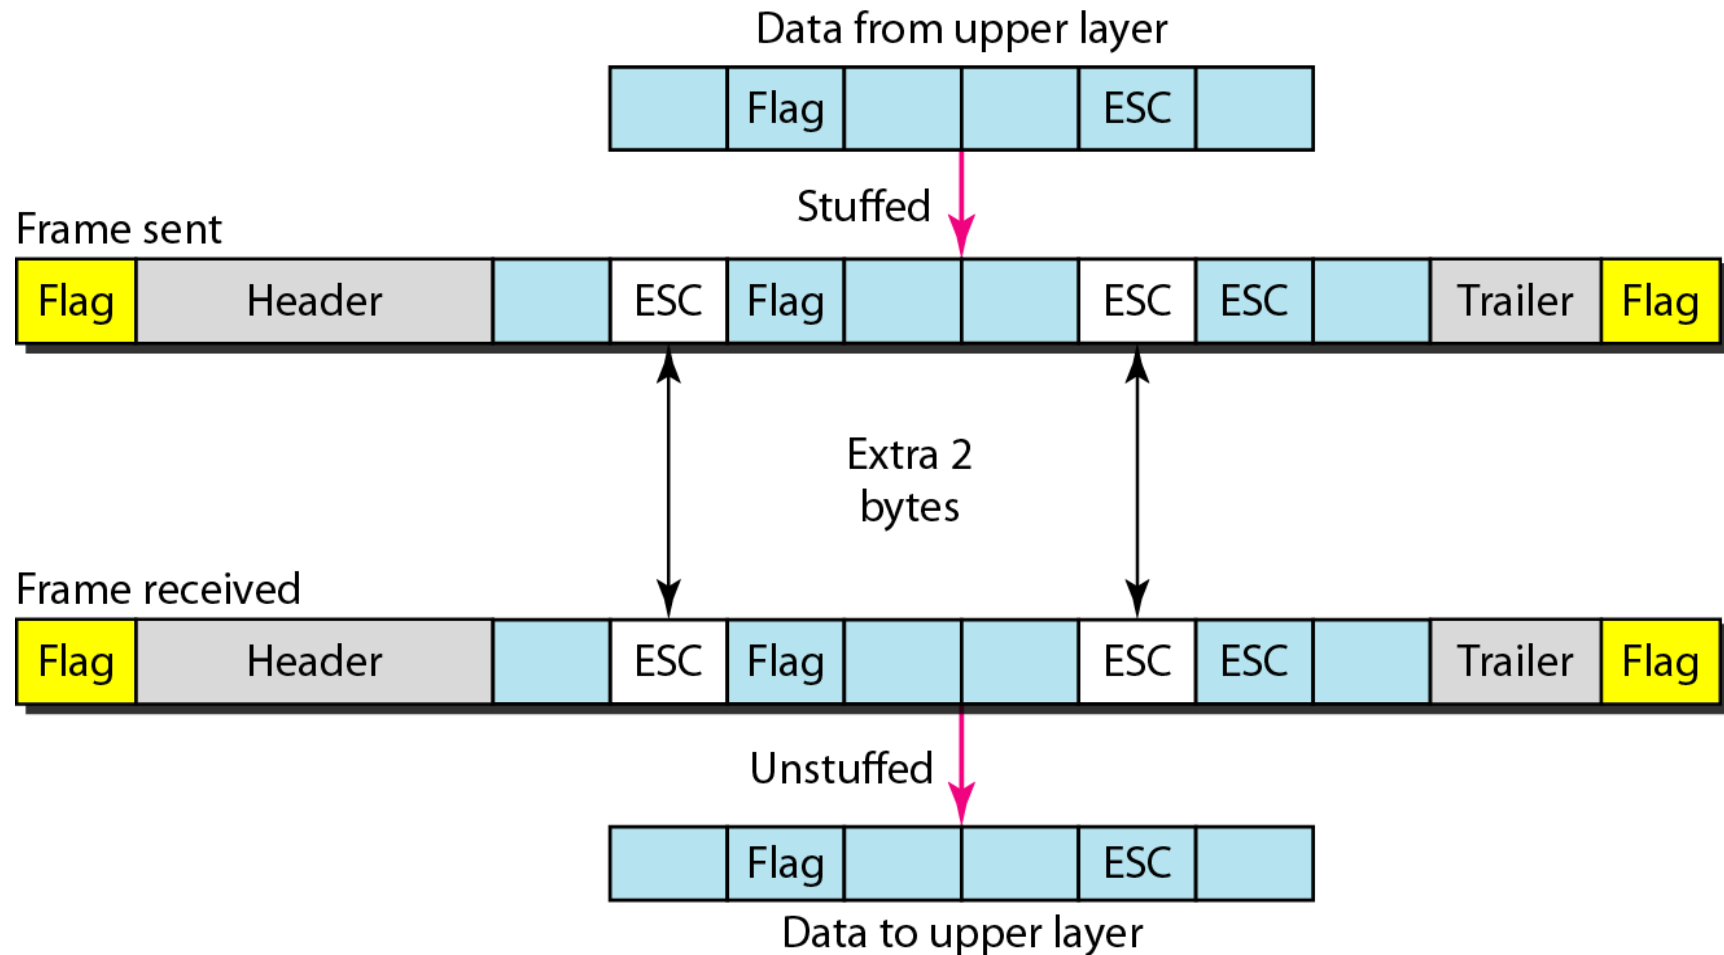 Data from upper layer
Flag ESC
Stuffed
Frame sent
Flag Header ESC Flag ESC ESC Trailer Flag
Extra 2
bytes
Frame received
Flag Header ESC Flag ESC ESC Trailer Flag
Unstuffed
Flag ESC
Data to upper layer